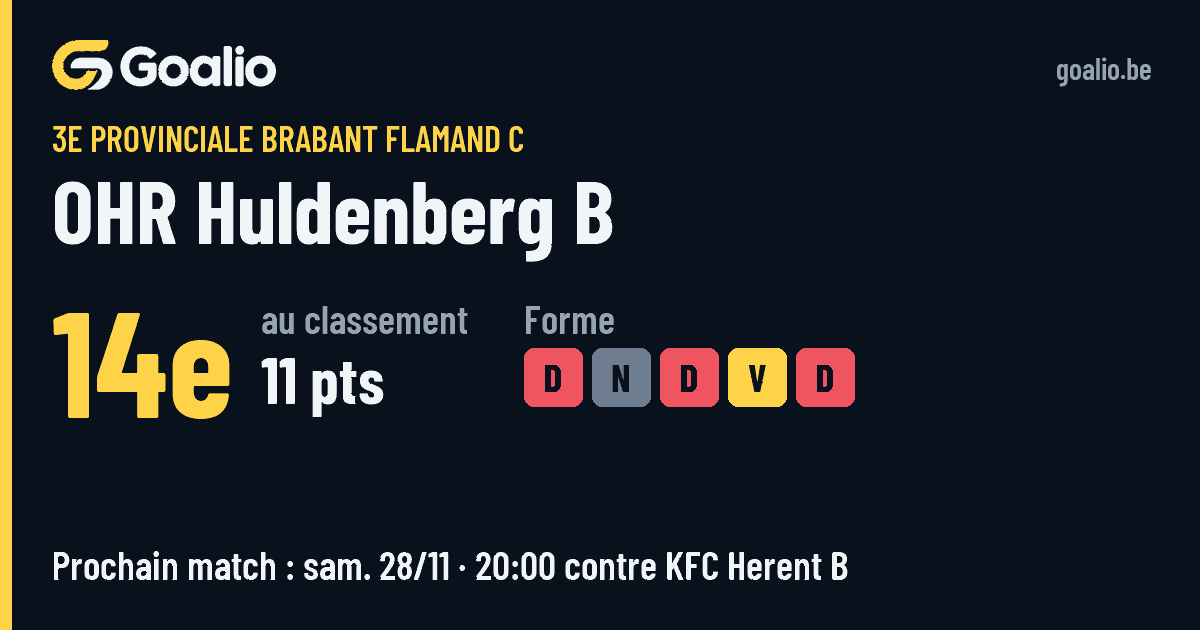 Goalio
goalio.be
3E PROVINCIALE BRABANT FLAMAND C
OHR Huldenberg B
14e
au classement
11 pts
Forme
D N D V D
Prochain match : sam. 28/11 · 20:00 contre KFC Herent B